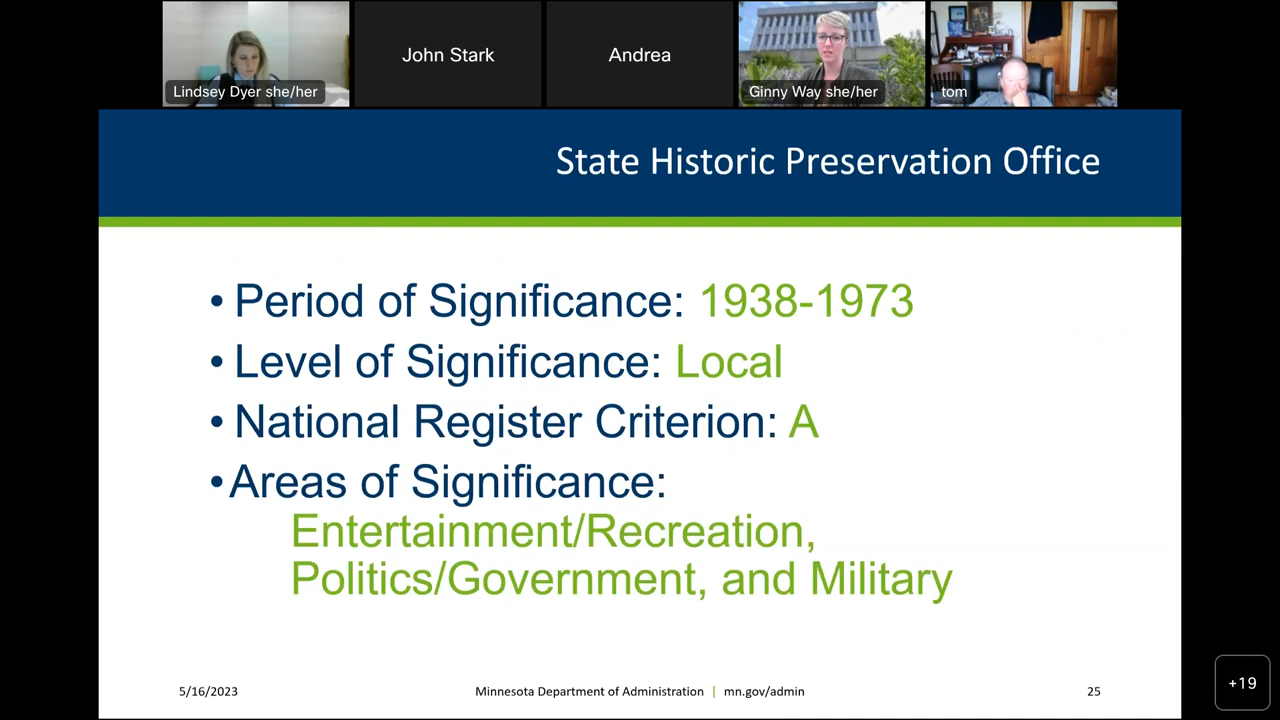 Lindsey Dyer she/her
John Stark
Andrea
Ginny Way she/her
tom
State Historic Preservation Office
• Period of Significance: 1938-1973
• Level of Significance: Local
• National Register Criterion: A
• Areas of Significance:
Entertainment/Recreation,
Politics/Government, and Military
5/16/2023
Minnesota Department of Administration | mn.gov/admin
25
+19